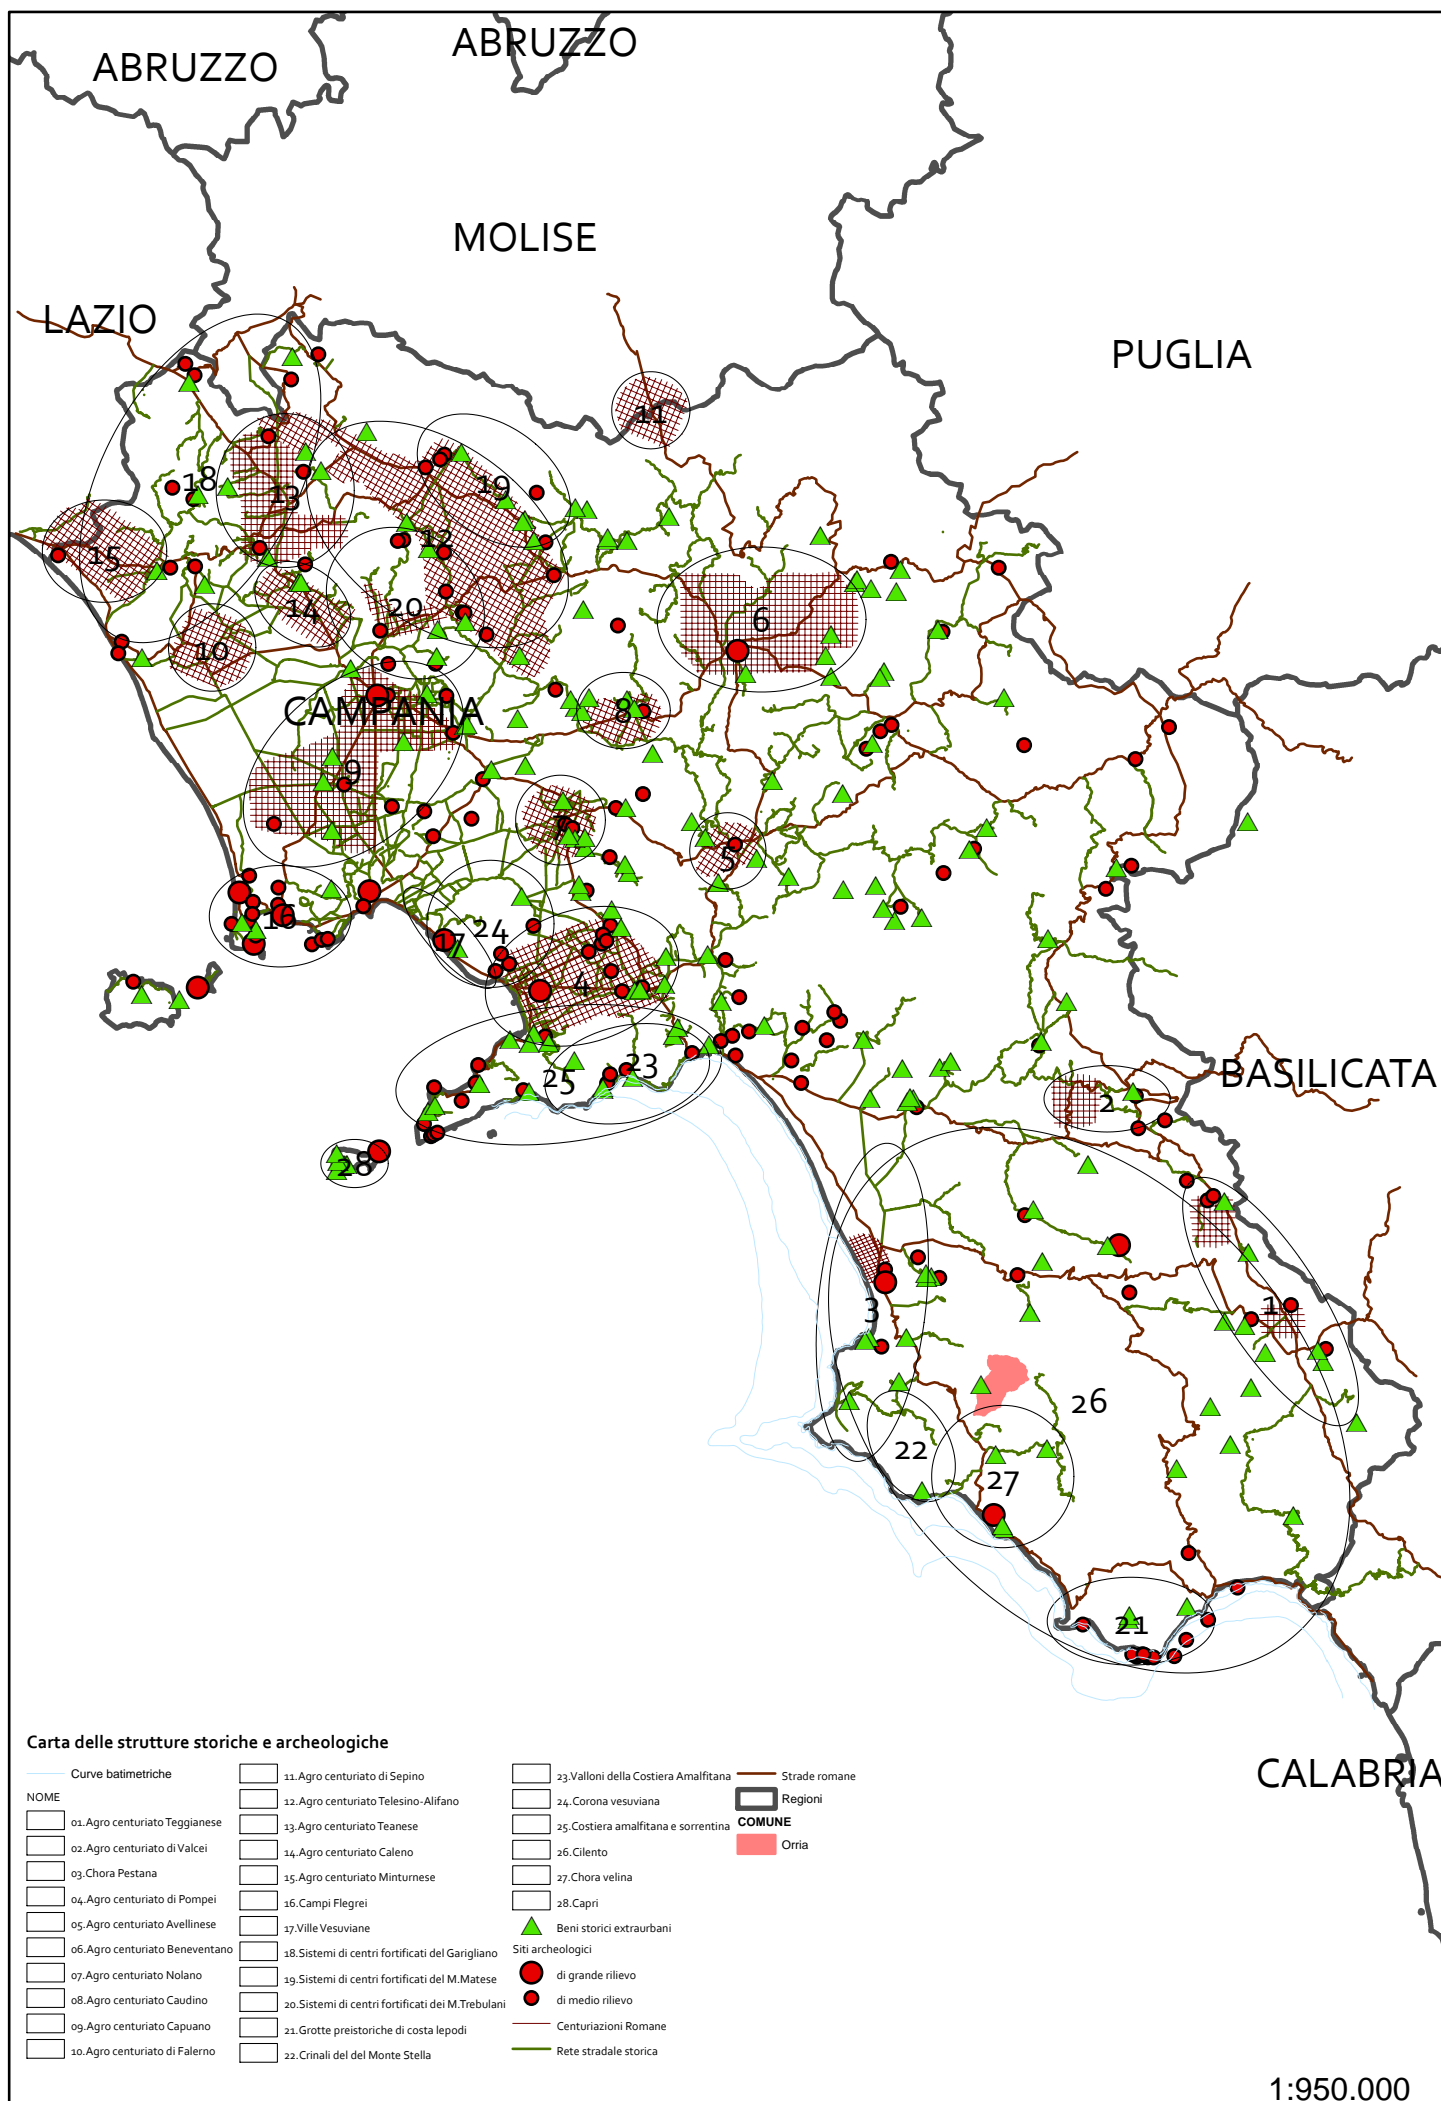 ABRUZZO
ABRUZZO
MOLISE
LAZIO
PUGLIA
11
18
13
19
12
15
14
20
6
10
CAMPANIA
8
9
7
5
16
17
24
4
23
25
BASILICATA
2
28
1
3
26
22
27
21
CALABRIA
Carta delle strutture storiche e archeologiche
Curve batimetriche
NOME
01.Agro centuriato Teggianese
02.Agro centuriato di Valcei
03.Chora Pestana
04.Agro centuriato di Pompei
05.Agro centuriato Avellinese
06.Agro centuriato Beneventano
07.Agro centuriato Nolano
08.Agro centuriato Caudino
09.Agro centuriato Capuano
10.Agro centuriato di Falerno
11.Agro centuriato di Sepino
12.Agro centuriato Telesino-Alifano
13.Agro centuriato Teanese
14.Agro centuriato Caleno
15.Agro centuriato Minturnese
16.Campi Flegrei
17.Ville Vesuviane
18.Sistemi di centri fortificati del Garigliano
19.Sistemi di centri fortificati del M.Matese
20.Sistemi di centri fortificati dei M.Trebulani
21.Grotte preistoriche di costa lepodi
22.Crinali del del Monte Stella
23.Valloni della Costiera Amalfitana
24.Corona vesuviana
25.Costiera amalfitana e sorrentina
26.Cilento
27.Chora velina
28.Capri
Beni storici extraurbani
Siti archeologici
di grande rilievo
di medio rilievo
Centuriazioni Romane
Rete stradale storica
Strade romane
Regioni
COMUNE
Orria
1:950.000